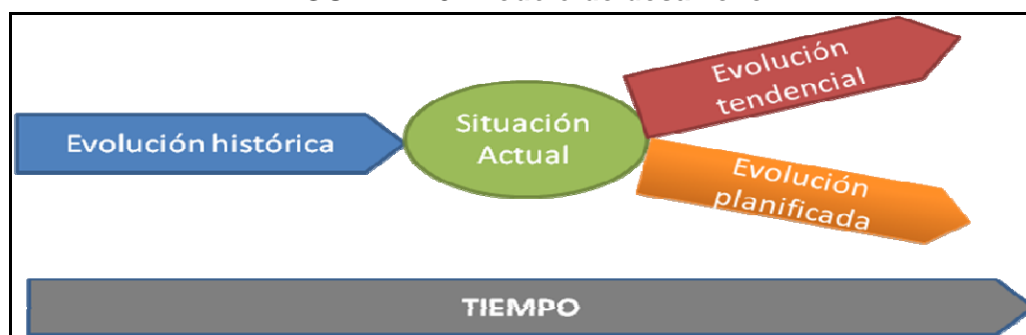 Evolución histórica
Situación
Actual
Evolución
tendencial
Evolución
planificada
TIEMPO